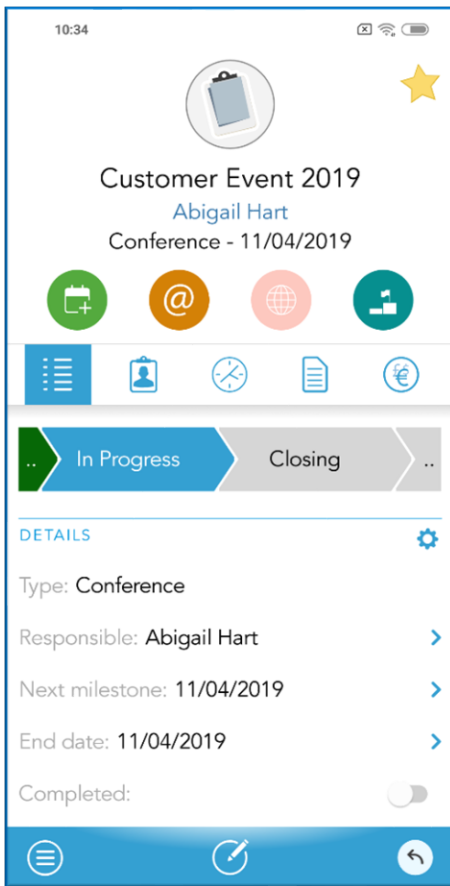 10:34
Customer Event 2019
Abigail Hart
Conference - 11/04/2019
@
.. In Progress Closing ..
DETAILS
Type: Conference
Responsible: Abigail Hart
Next milestone: 11/04/2019
End date: 11/04/2019
Completed: